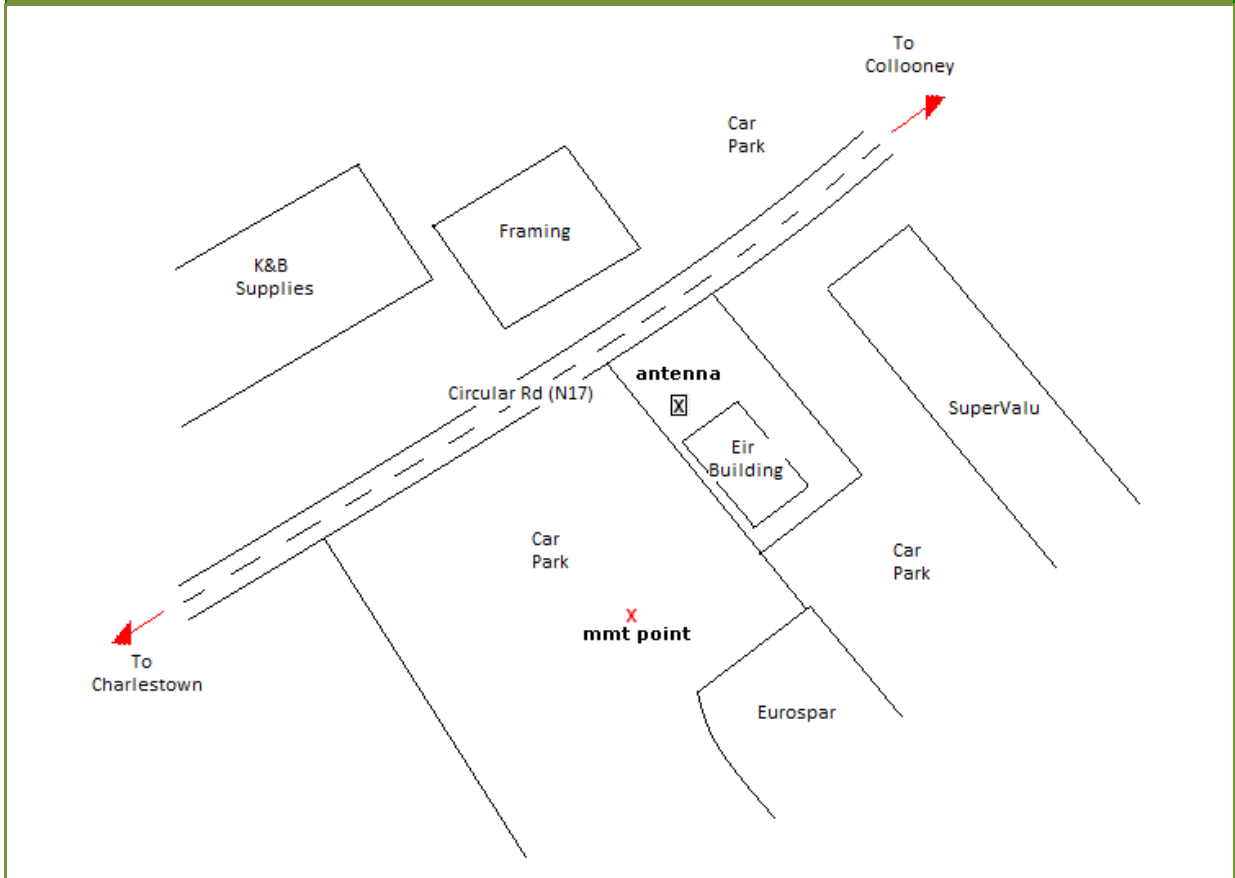 To
Collooney
Car
Park
Framing
K&B
Supplies
antenna
X
Circular Rd (N17)
SuperValu
Eir
Building
Car
Park
Car
Park
X
mmt point
To
Charlestown
Eurospar